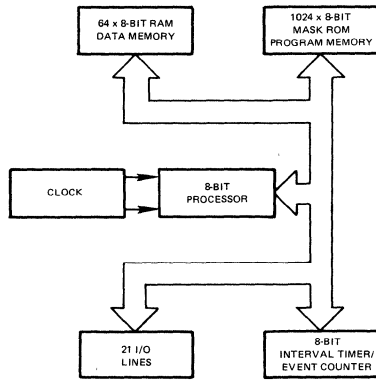 64 x 8-BIT RAM
DATA MEMORY
1024 x 8-BIT
MASK ROM
PROGRAM MEMORY
CLOCK
8-BIT
PROCESSOR
21 I/O
LINES
8-BIT
INTERVAL TIMER/
EVENT COUNTER